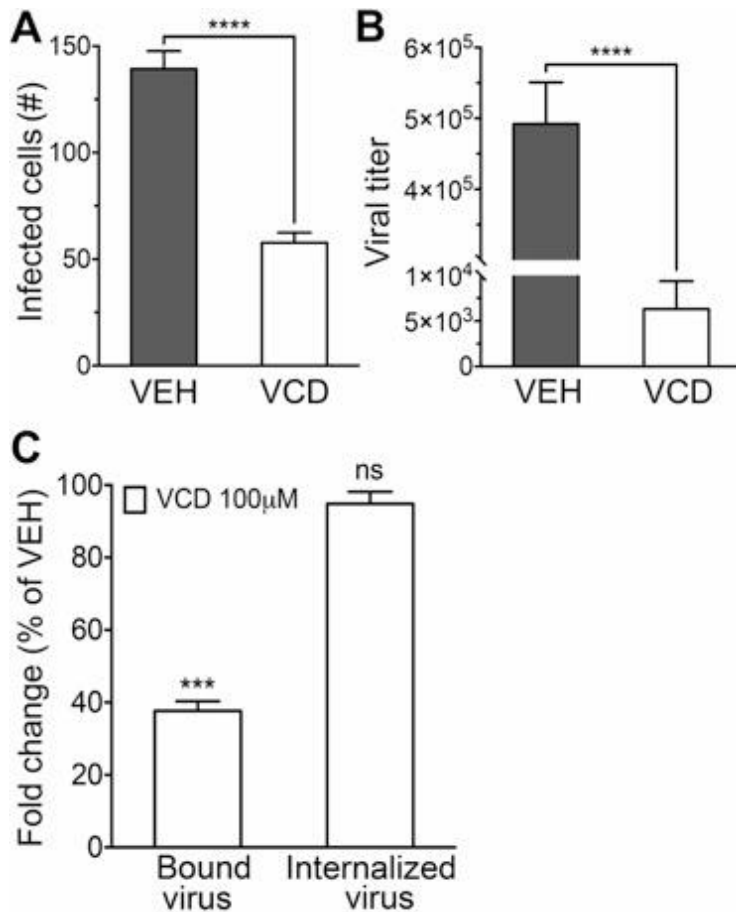 A
Infected cells (#)
150
100
50
0
****
VEH
VCD
B
Viral titer
6×10⁵
5×10⁵
4×10⁵
1×10⁴
5×10³
0
****
VEH
VCD
C
Fold change (% of VEH)
100
80
60
40
20
0
VCD 100μM
***
ns
Bound
virus
Internalized
virus